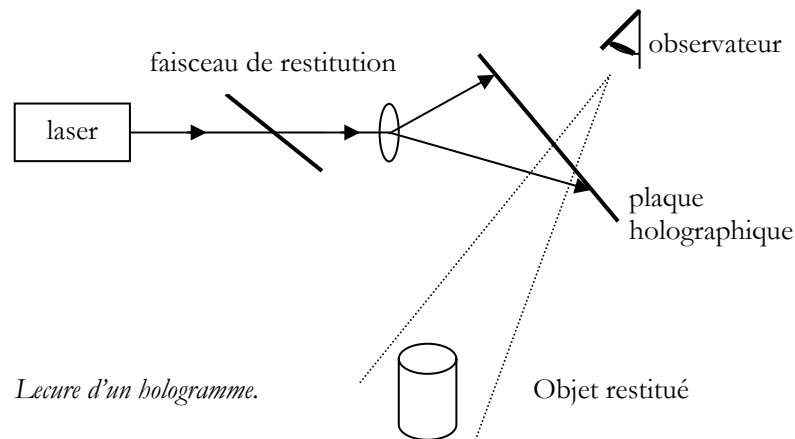 observateur
faisceau de restitution
laser
plaque
holographique
Lecure d'un hologramme.
Objet restitué